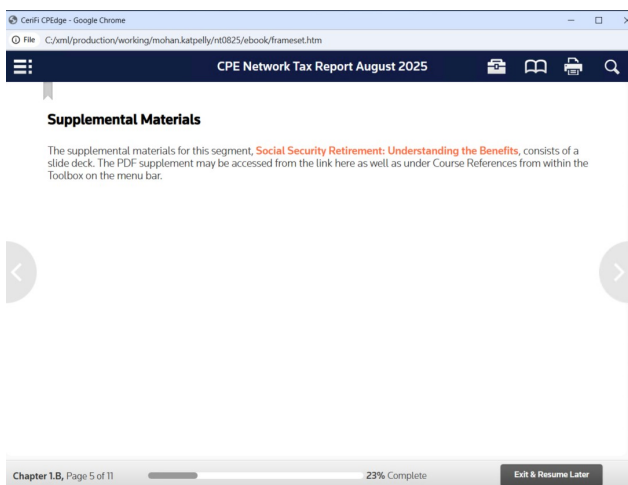 CeriFi CPEdge - Google Chrome
File C:/xml/production/working/mohan.katpelly/nt0825/ebook/frameset.htm
CPE Network Tax Report August 2025
Supplemental Materials
The supplemental materials for this segment, Social Security Retirement: Understanding the Benefits, consists of a
slide deck. The PDF supplement may be accessed from the link here as well as under Course References from within the
Toolbox on the menu bar.
Chapter 1.B, Page 5 of 11 23% Complete Exit & Resume Later